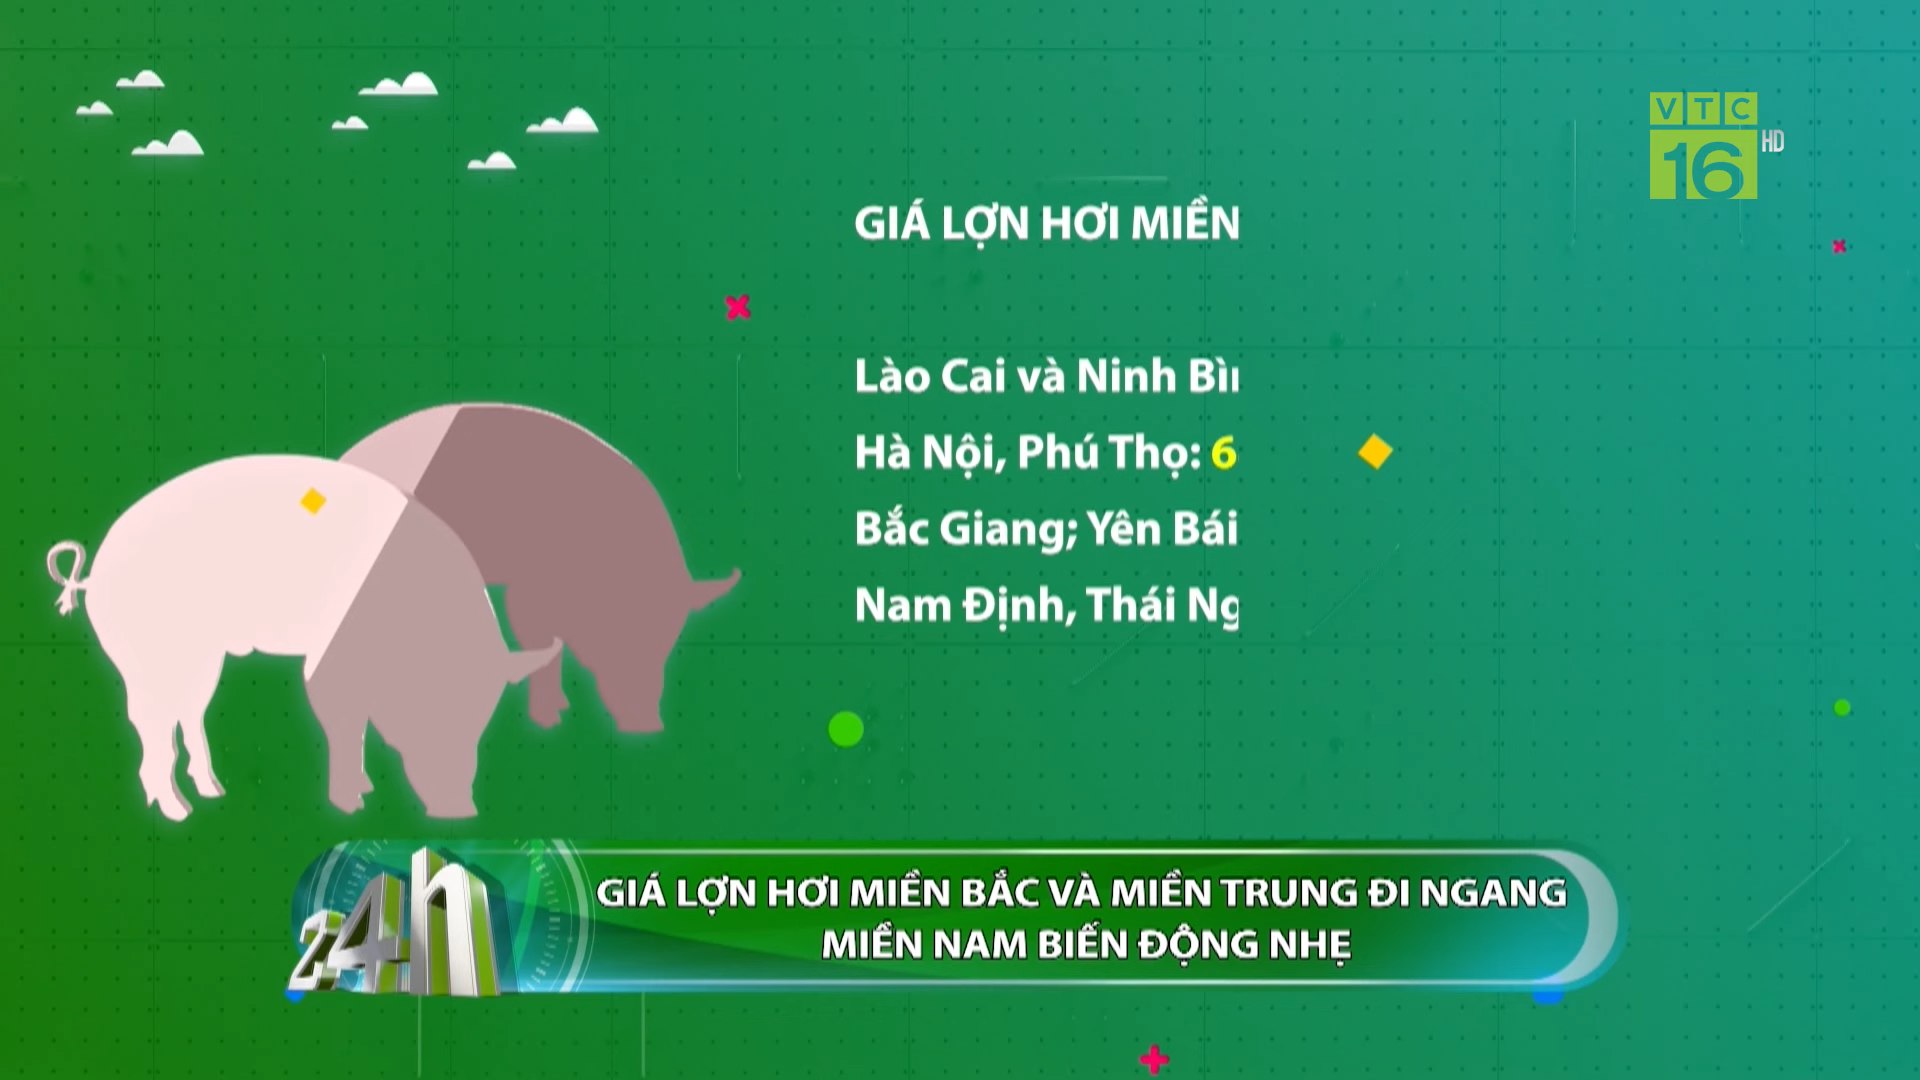 VTC
16 HD
GIÁ LỢN HƠI MIỀN
Lào Cai và Ninh
Hà Nội, Phú Thọ: 6
Bắc Giang; Yên Bái
Nam Định, Thái
24h
GIÁ LỢN HƠI MIỀN BẮC VÀ MIỀN TRUNG ĐI NGANG
MIỀN NAM BIẾN ĐỘNG NHẸ